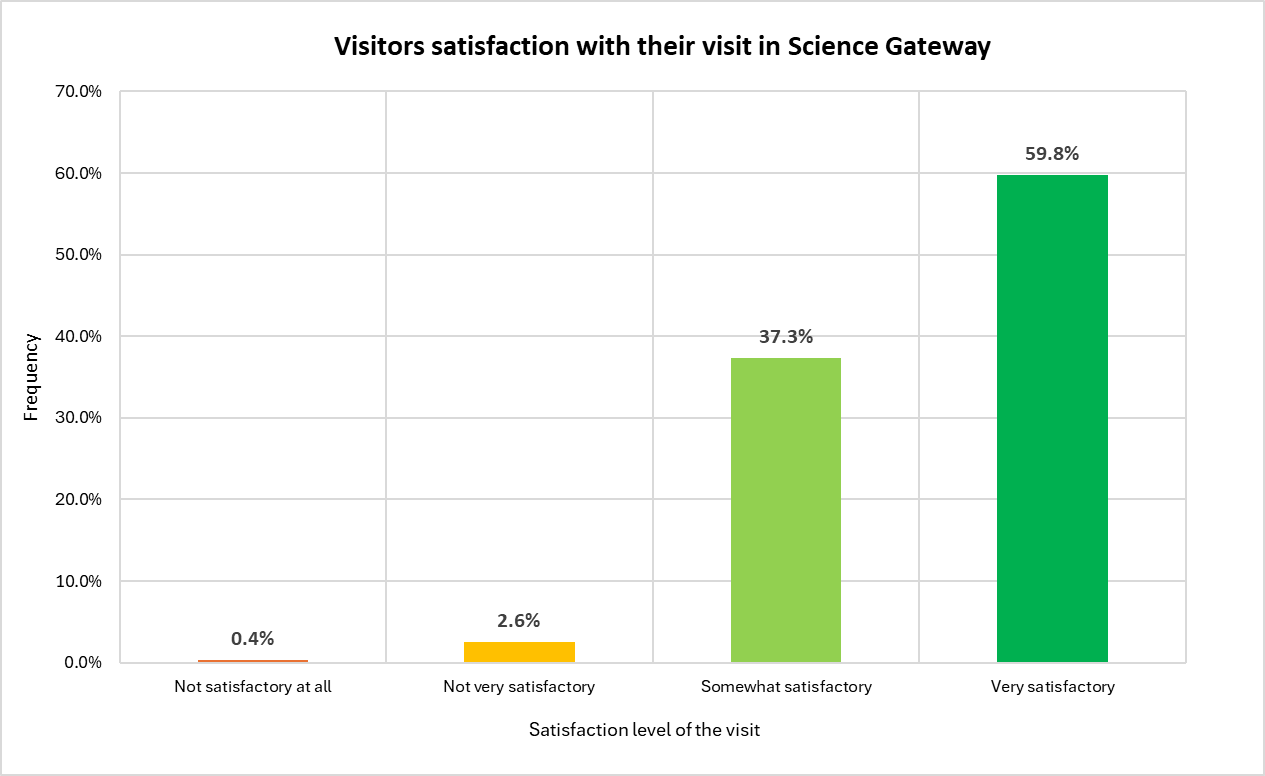 Visitors satisfaction with their visit in Science Gateway
70.0%
60.0%
50.0%
40.0%
30.0%
20.0%
10.0%
0.0%
Frequency
0.4%
2.6%
37.3%
59.8%
Not satisfactory at all
Not very satisfactory
Somewhat satisfactory
Very satisfactory
Satisfaction level of the visit